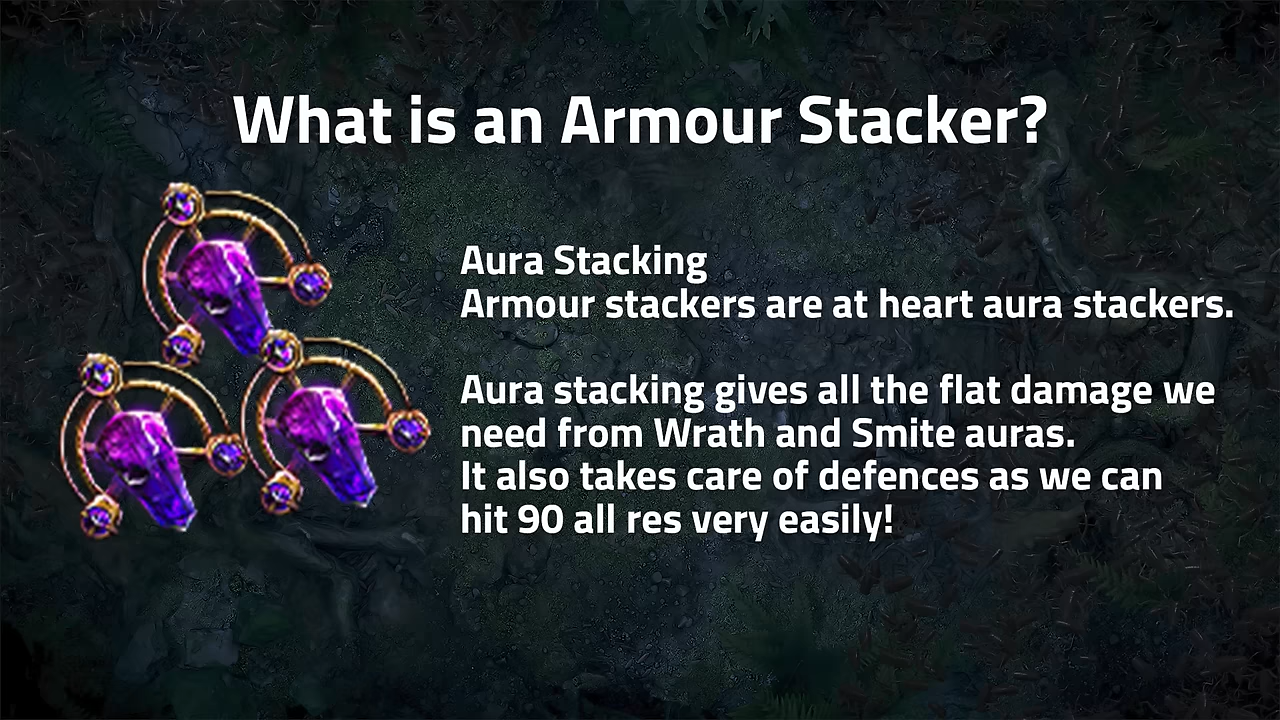 What is an Armour Stacker?
Aura Stacking
Armour stackers are at heart aura stackers.
Aura stacking gives all the flat damage we
need from Wrath and Smite auras.
It also takes care of defences as we can
hit 90 all res very easily!